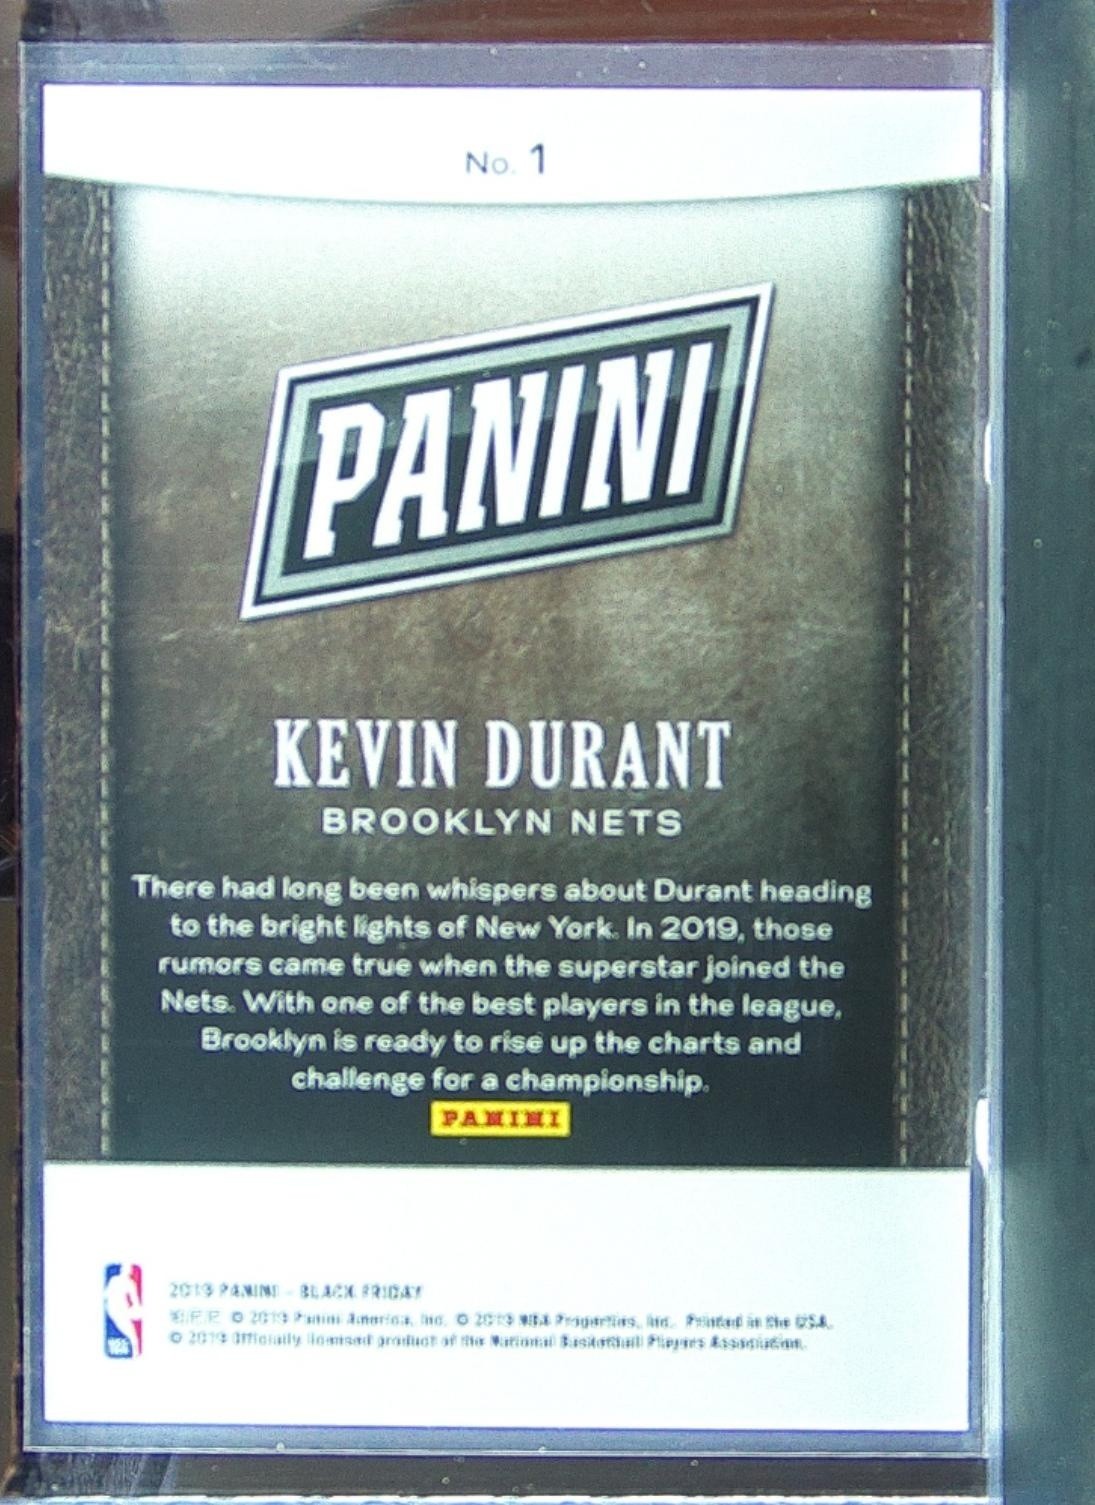 No. 1
PANINI
KEVIN DURANT
BROOKLYN NETS
There had long been whispers about Durant heading
to the bright lights of New York. In 2019, those
rumors came true when the superstar joined the
Nets. With one of the best players in the league,
Brooklyn is ready to rise up the charts and
challenge for a championship.
PANINI
2019 PANINI - BLACK FRIDAY
© 2019 Panini America, Inc. © 2019 NBA Properties, Inc. Printed in the USA.
© 2019 Officially licensed product of the National Basketball Players Association.